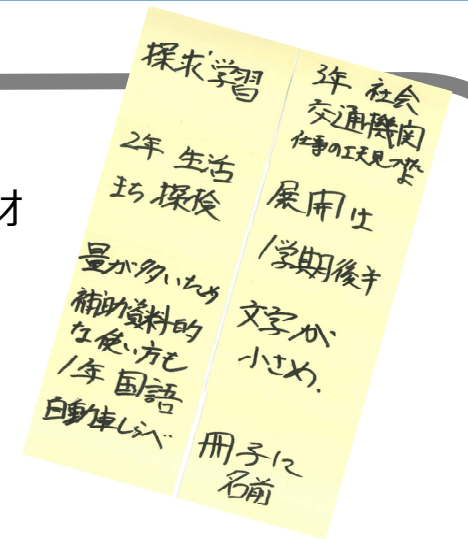 才
探求学習
2年 生活
まち探検
量が多いため
補助資料的
な使い方も
1年 国語
自動車しらべ
3年 社会
交通機関
仕事の工夫見つけたよ
展開は
1学期後半
文字が
小さめ.
冊子に
名前